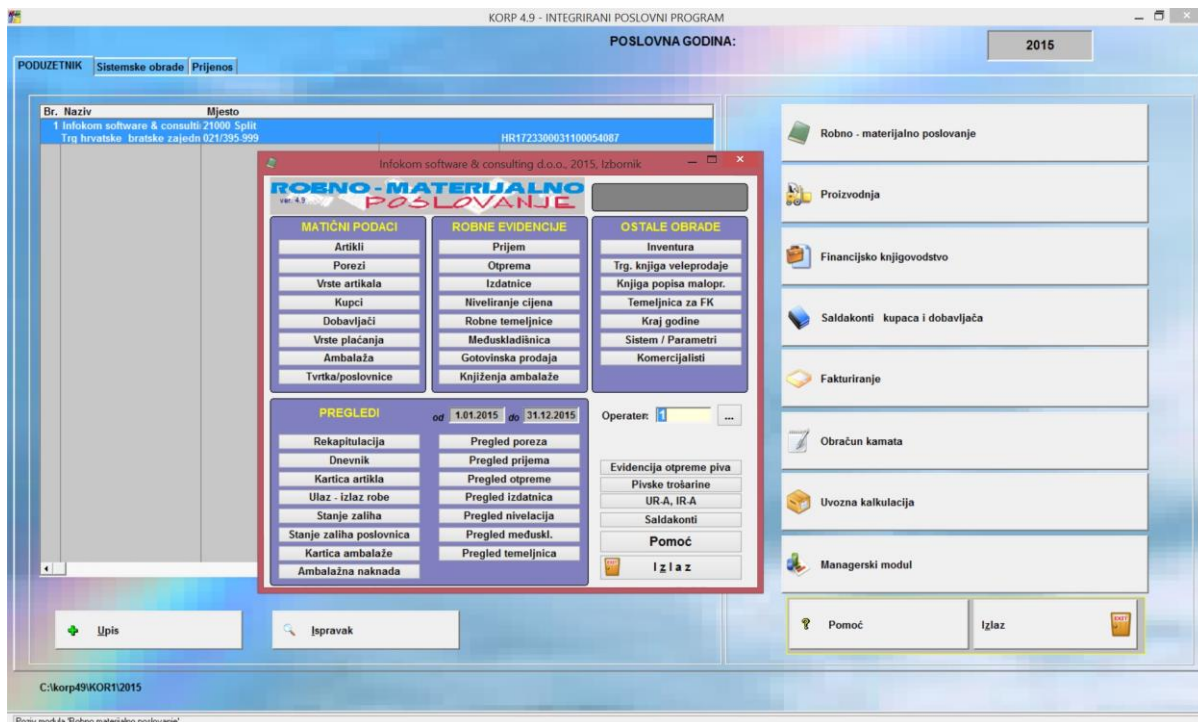 KORP 4.9 - INTEGRIRANI POSLOVNI PROGRAM
POSLOVNA GODINA:
2015
PODUZETNIK
Sistemske obrade
Prijenos
Br. Naziv Mjesto
1 Infokom software & consulti 21000 Split
Trg hrvatske bratske zajedn 021/395-999 HR1723300031100054087
Infokom software & consulting d.o.o., 2015, Izbornik
ROBNO-MATERIJALNO
ver. 4.9 POSLOVANJE
MATIČNI PODACI
Artikli
Porezi
Vrste artikala
Kupci
Dobavljači
Vrste plaćanja
Ambalaža
Tvrtka/poslovnice
ROBNE EVIDENCIJE
Prijem
Otprema
Izdatnice
Niveliranje cijena
Robne temeljnice
Međuskladišnica
Gotovinska prodaja
Knjiženja ambalaže
OSTALE OBRADE
Inventura
Trg. knjiga veleprodaje
Knjiga popisa malopr.
Temeljnica za FK
Kraj godine
Sistem / Parametri
Komercijalisti
PREGLEDI
od 1.01.2015 do 31.12.2015
Rekapitulacija
Dnevnik
Kartica artikla
Ulaz - izlaz robe
Stanje zaliha
Stanje zaliha poslovnica
Kartica ambalaže
Ambalažna naknada
Pregled poreza
Pregled prijema
Pregled otpreme
Pregled izdatnica
Pregled nivelacija
Pregled međuskl.
Pregled temeljnica
Operater: 1 ...
Evidencija otpreme piva
Pivske trošarine
UR-A, IR-A
Saldakonti
Pomoć
Izlaz
Robno - materijalno poslovanje
Proizvodnja
Financijsko knjigovodstvo
Saldakonti kupaca i dobavljača
Fakturiranje
Obračun kamata
Uvozna kalkulacija
Managerski modul
Pomoć
Izlaz
Upis
Ispravak
C:\korp49\KOR1\2015
Poziv modula 'Robno materijalno poslovanje'